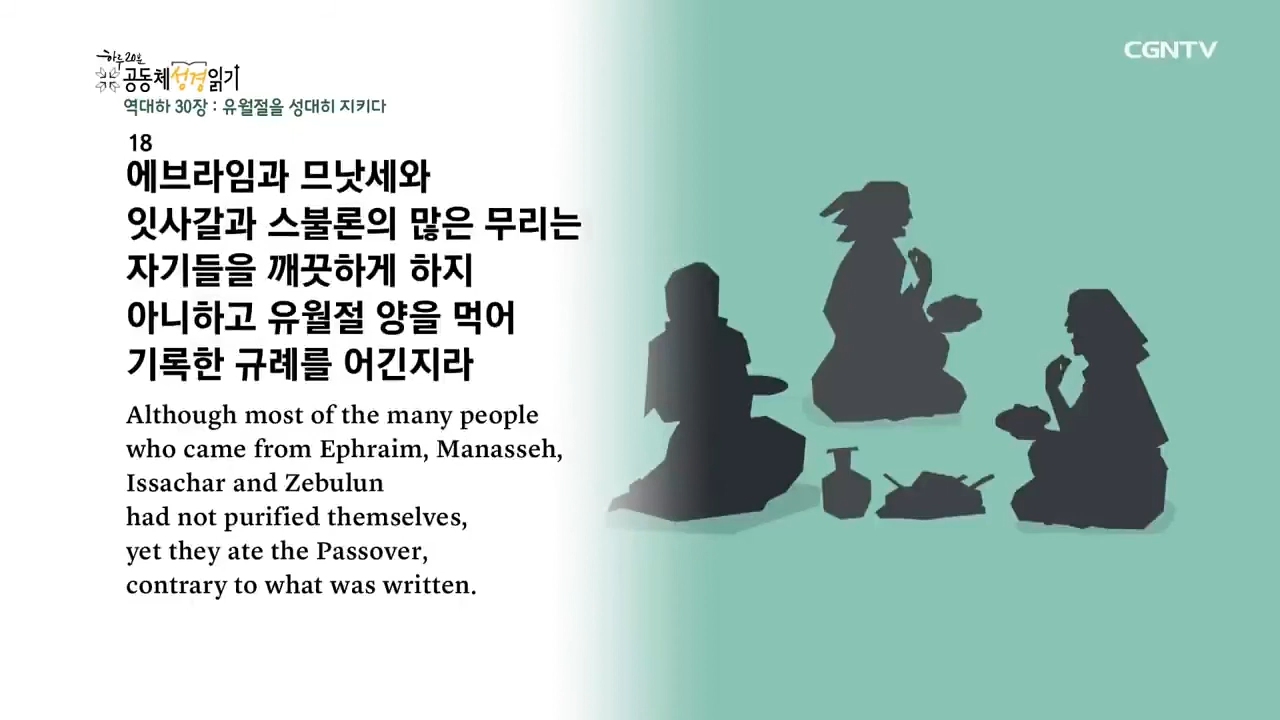 하루 20분
공동체성경읽기
CGNTV
역대하 30장 : 유월절을 성대히 지키다
18
에브라임과 므낫세와
잇사갈과 스불론의 많은 무리는
자기들을 깨끗하게 하지
아니하고 유월절 양을 먹어
기록한 규례를 어긴지라
Although most of the many people
who came from Ephraim, Manasseh,
Issachar and Zebulun
had not purified themselves,
yet they ate the Passover,
contrary to what was written.